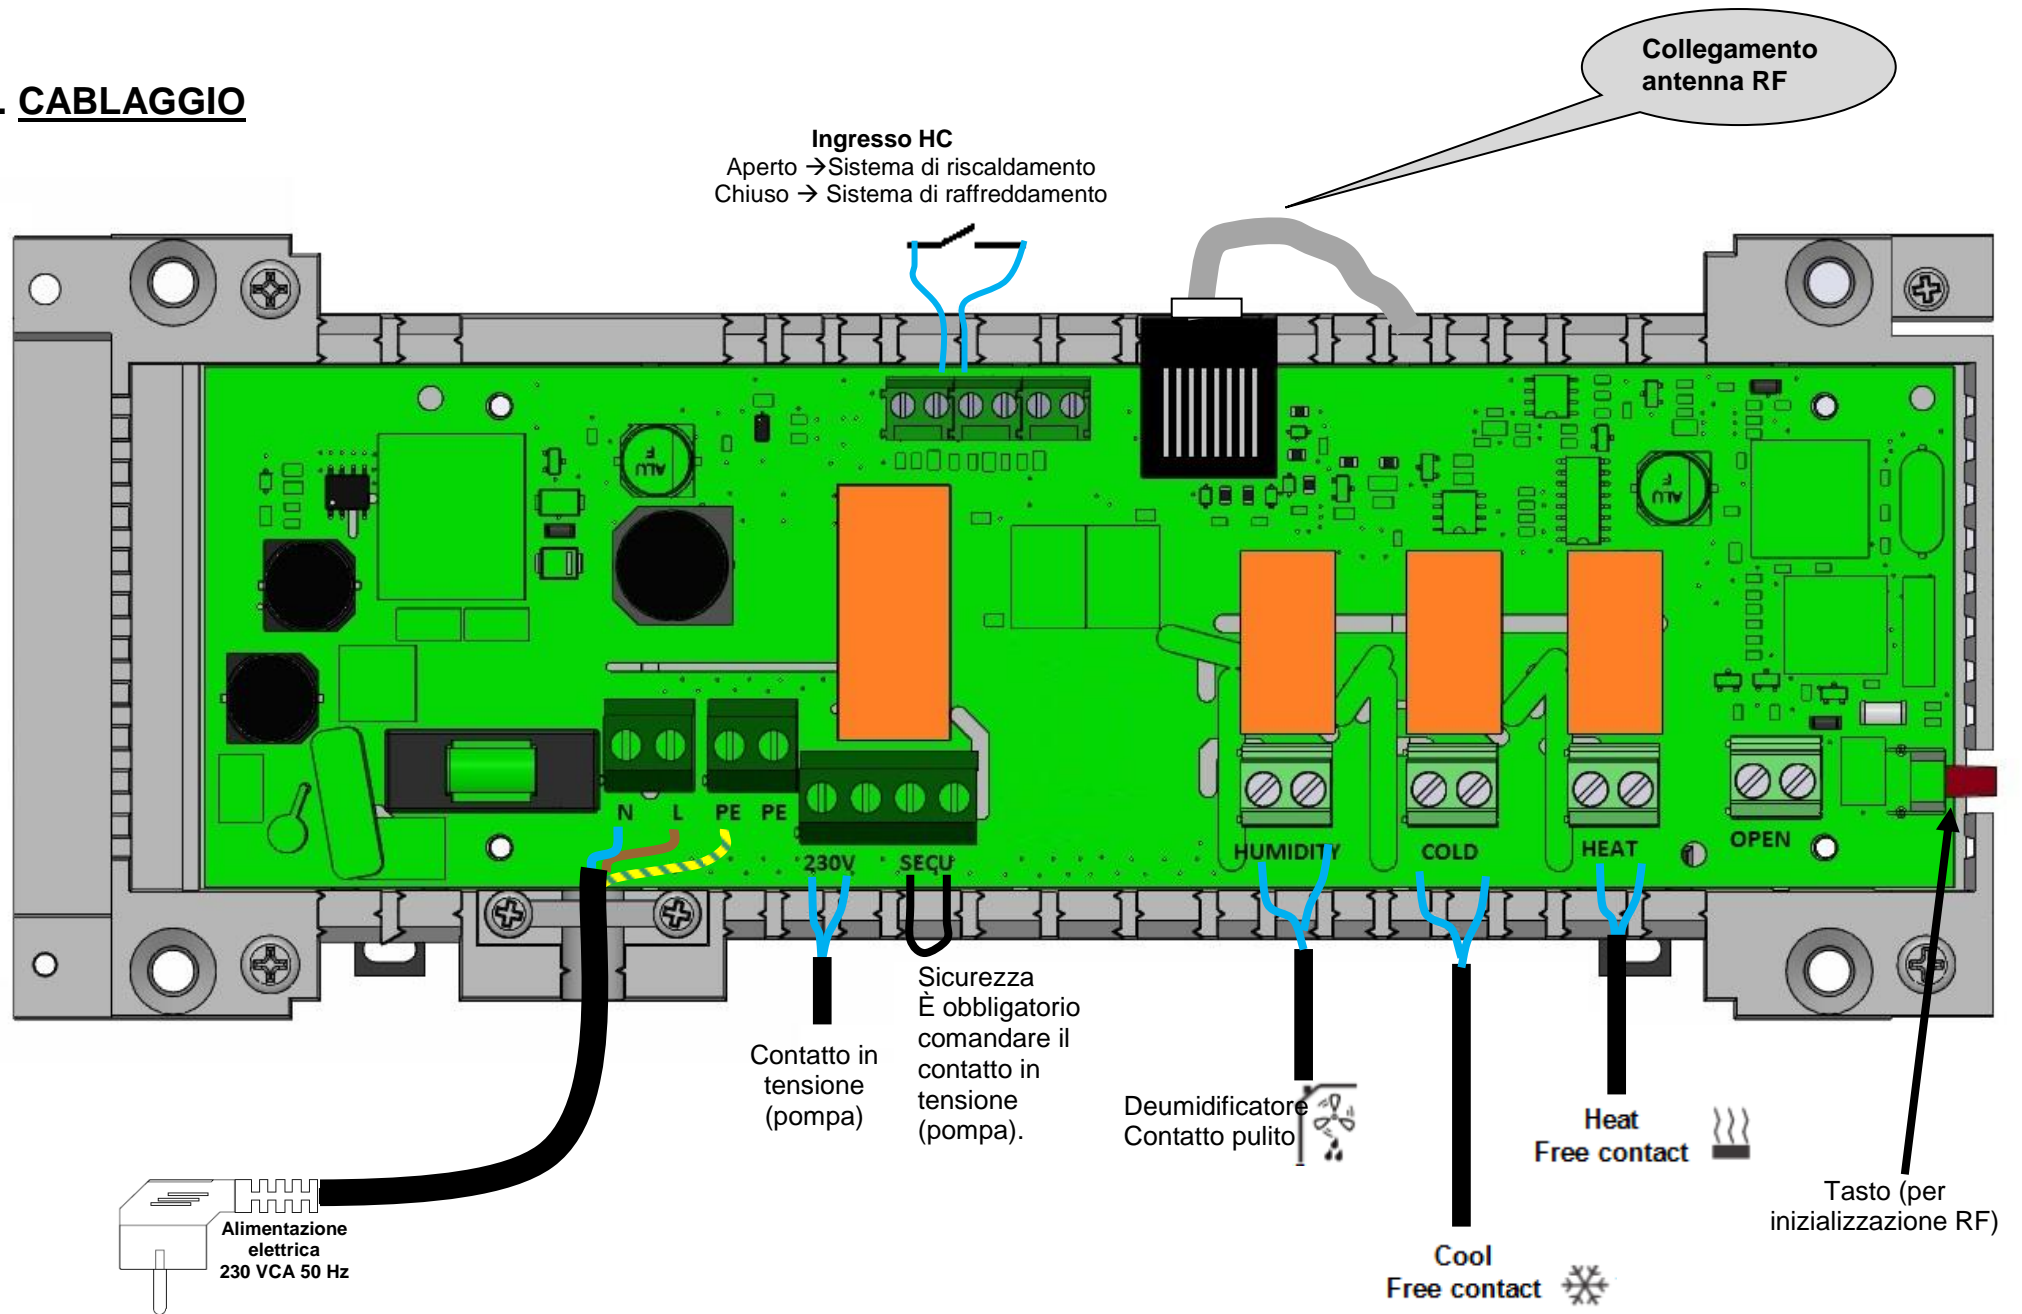 . CABLAGGIO
Collegamento
antenna RF
Ingresso HC
Aperto →Sistema di riscaldamento
Chiuso → Sistema di raffreddamento
ALU
F
ALU
F
N L PE PE
230V SECU
HUMIDITY
COLD
HEAT
OPEN
Contatto in
tensione
(pompa)
Sicurezza
È obbligatorio
comandare il
contatto in
tensione
(pompa).
Deumidificatore
Contatto pulito
Heat
Free contact
Tasto (per
inizializzazione RF)
Cool
Free contact
Alimentazione
elettrica
230 VCA 50 Hz